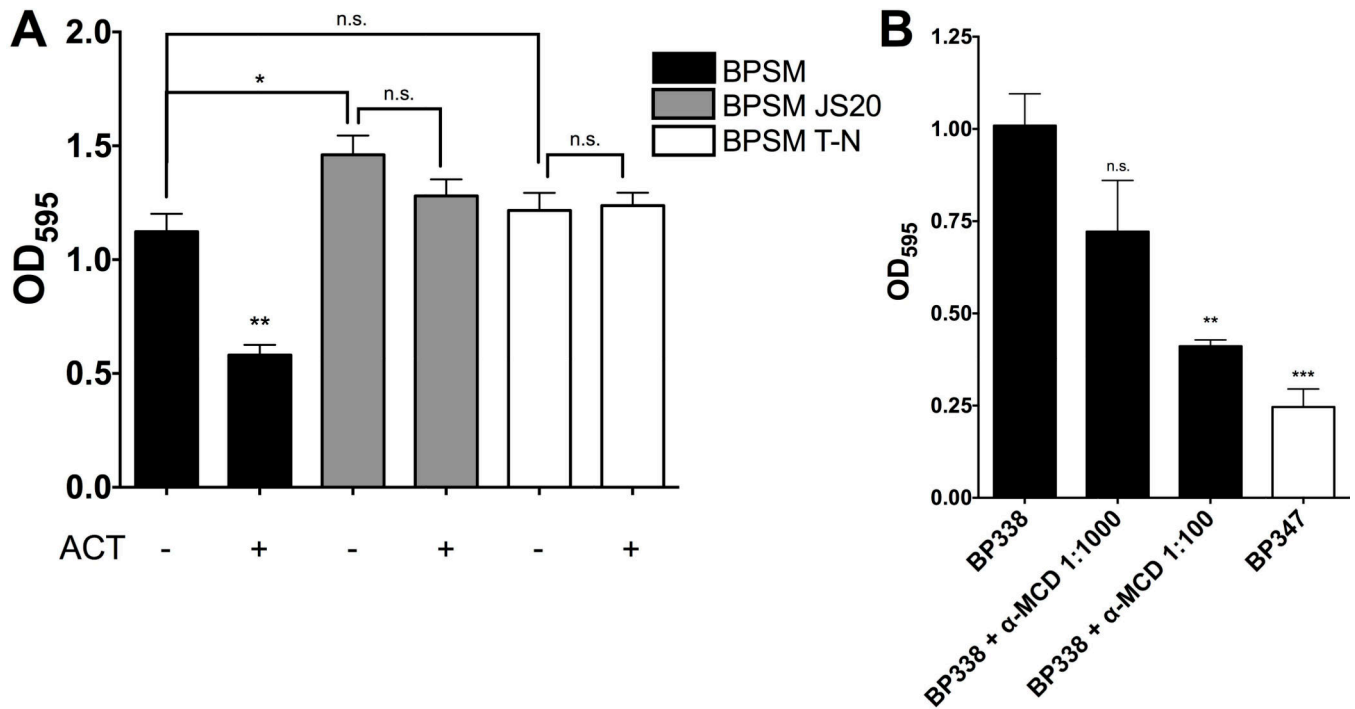 A
OD595
2.0
1.5
1.0
0.5
0.0
n.s.
*
n.s.
n.s.
**
BPSM
BPSM JS20
BPSM T-N
ACT - + - + - +
B
OD595
1.25
1.00
0.75
0.50
0.25
0.00
n.s.
**
***
BP338
BP338 + α-MCD 1:1000
BP338 + α-MCD 1:100
BP347